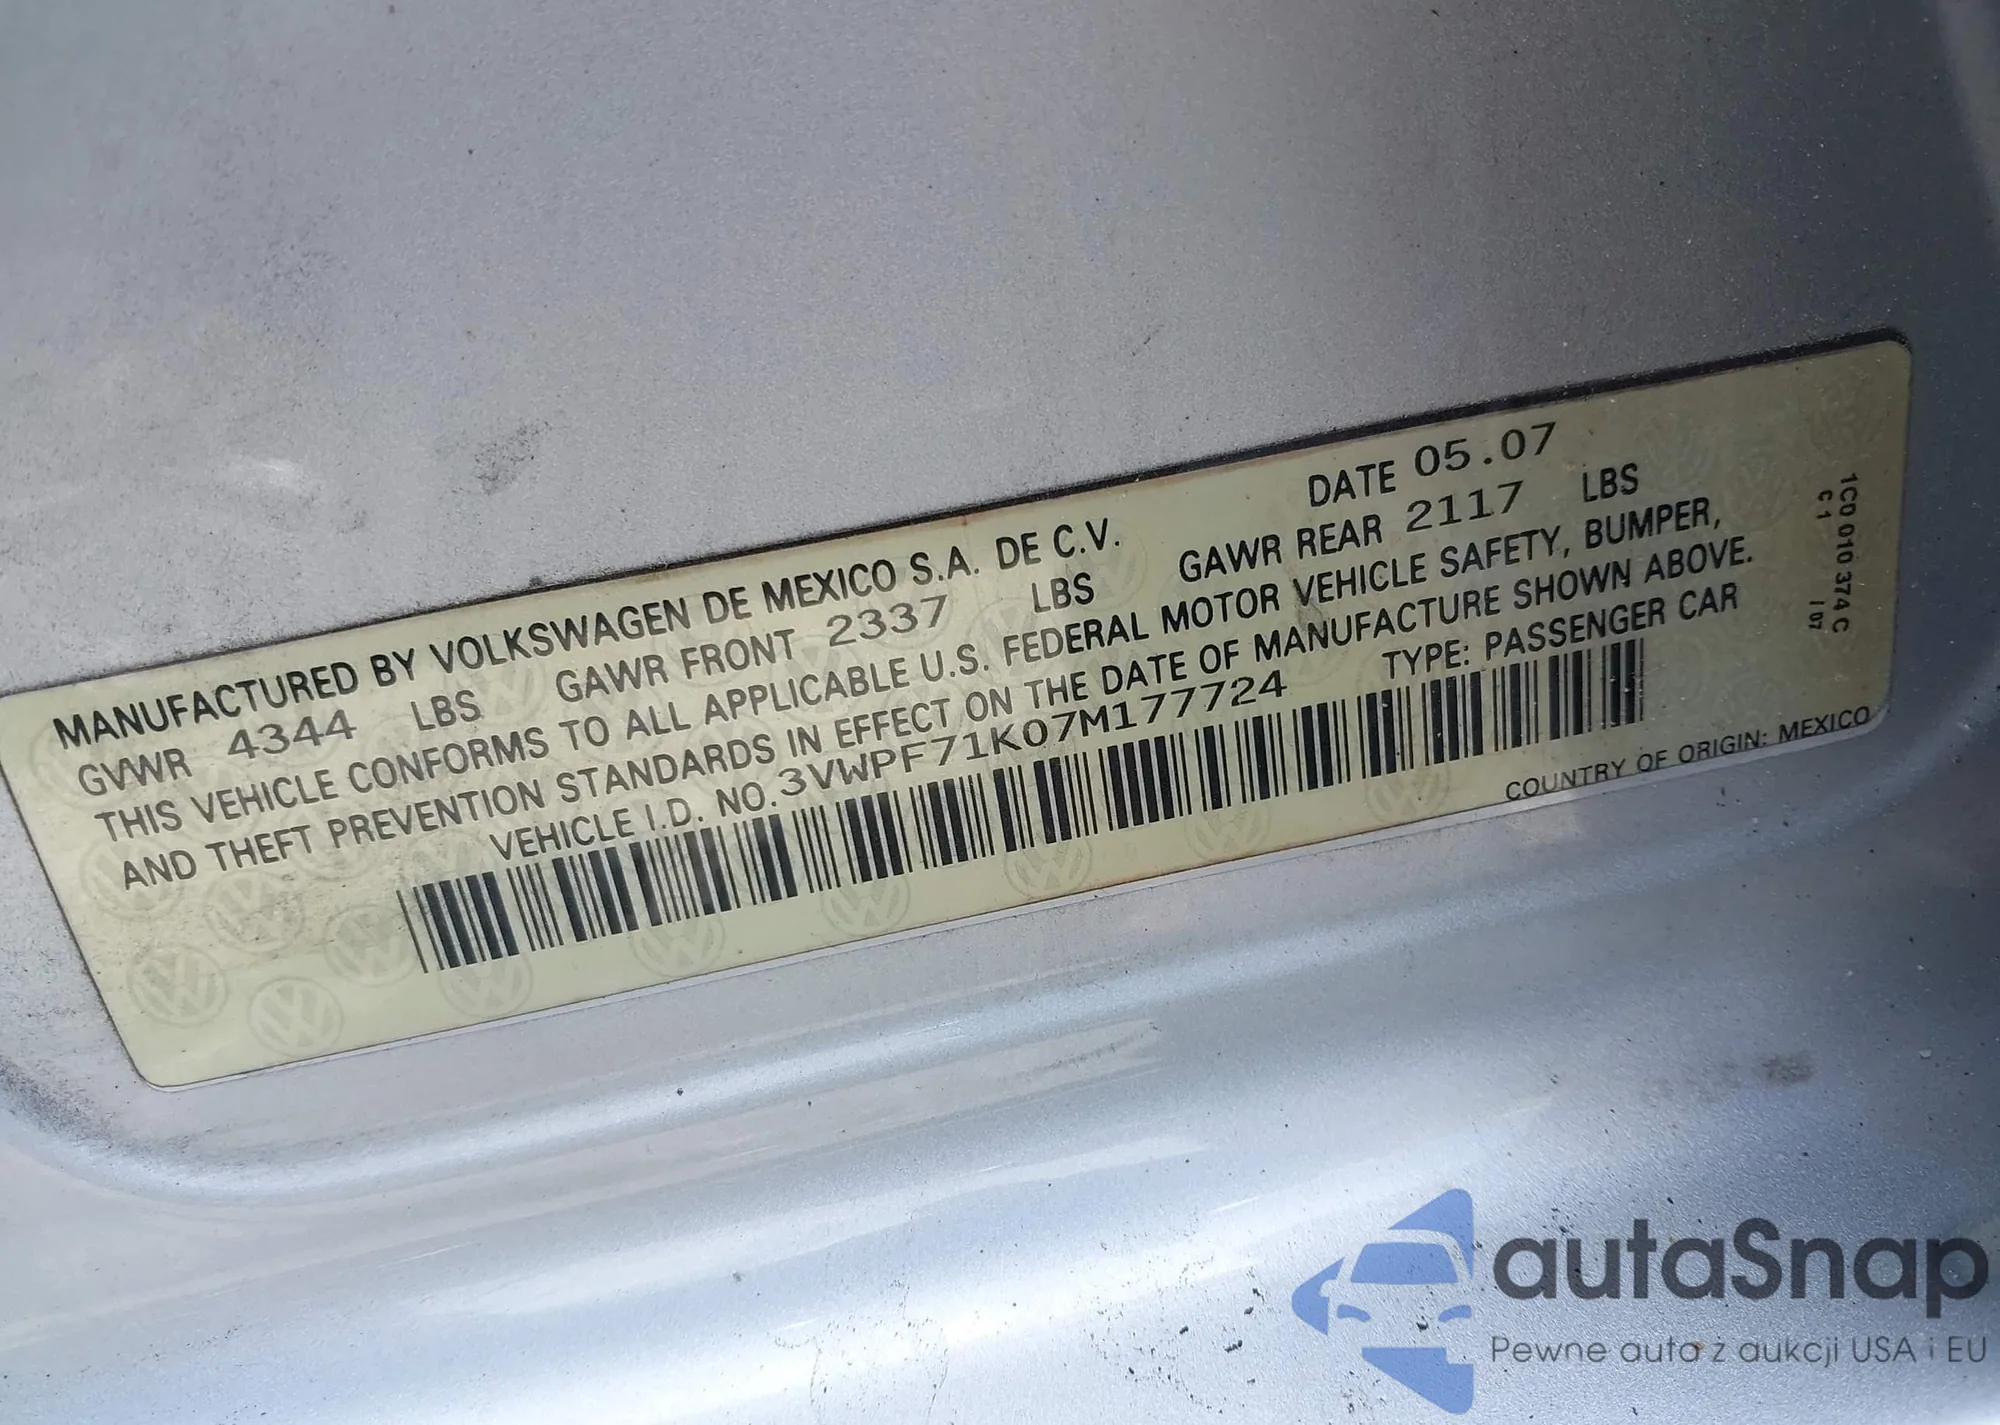 MANUFACTURED BY VOLKSWAGEN DE MEXICO S.A. DE C.V. DATE 05.07
GVWR 4344 LBS GAWR FRONT 2337 LBS GAWR REAR 2117 LBS
THIS VEHICLE CONFORMS TO ALL APPLICABLE U.S. FEDERAL MOTOR VEHICLE SAFETY, BUMPER,
AND THEFT PREVENTION STANDARDS IN EFFECT ON THE DATE OF MANUFACTURE SHOWN ABOVE.
VEHICLE I.D. NO. 3VWPF71K07M177724 TYPE: PASSENGER CAR
COUNTRY OF ORIGIN: MEXICO
1C0 010 374 C
C 1 I 07
autaSnap
Pewne auta z aukcji USA i EU